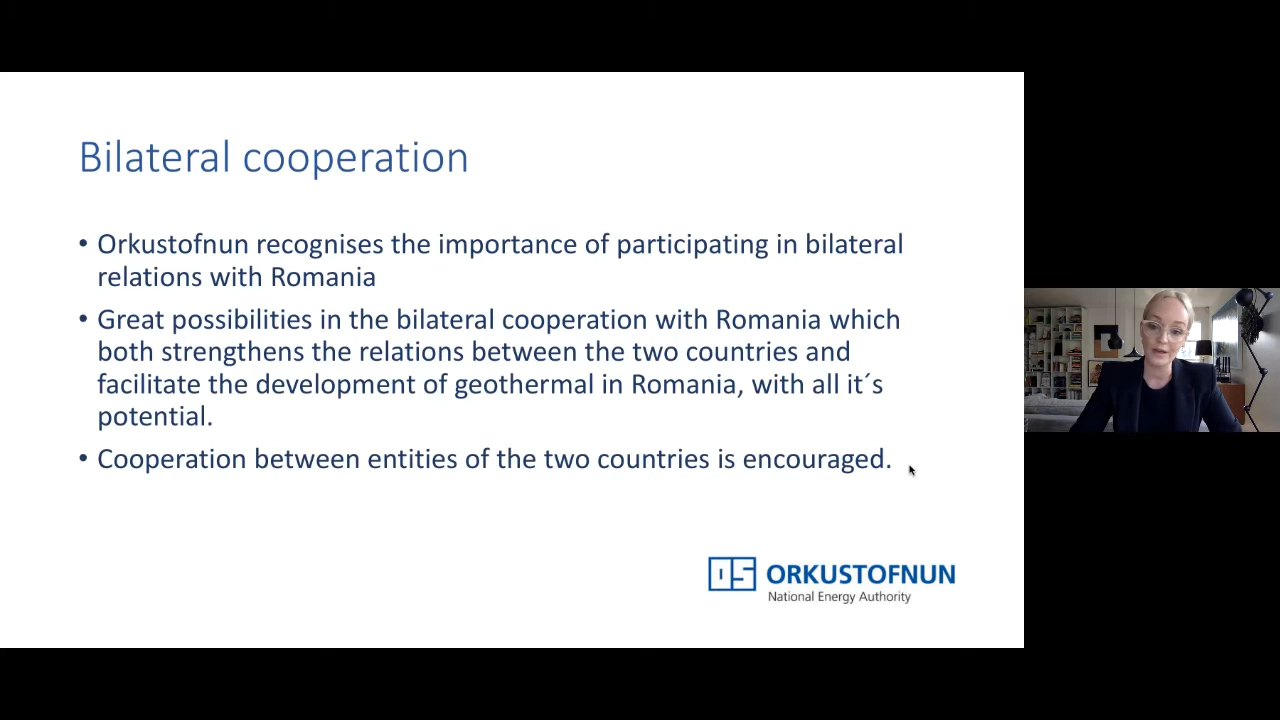 Bilateral cooperation
• Orkustofnun recognises the importance of participating in bilateral
relations with Romania
• Great possibilities in the bilateral cooperation with Romania which
both strengthens the relations between the two countries and
facilitate the development of geothermal in Romania, with all it´s
potential.
• Cooperation between entities of the two countries is encouraged.
OS ORKUSTOFNUN
National Energy Authority